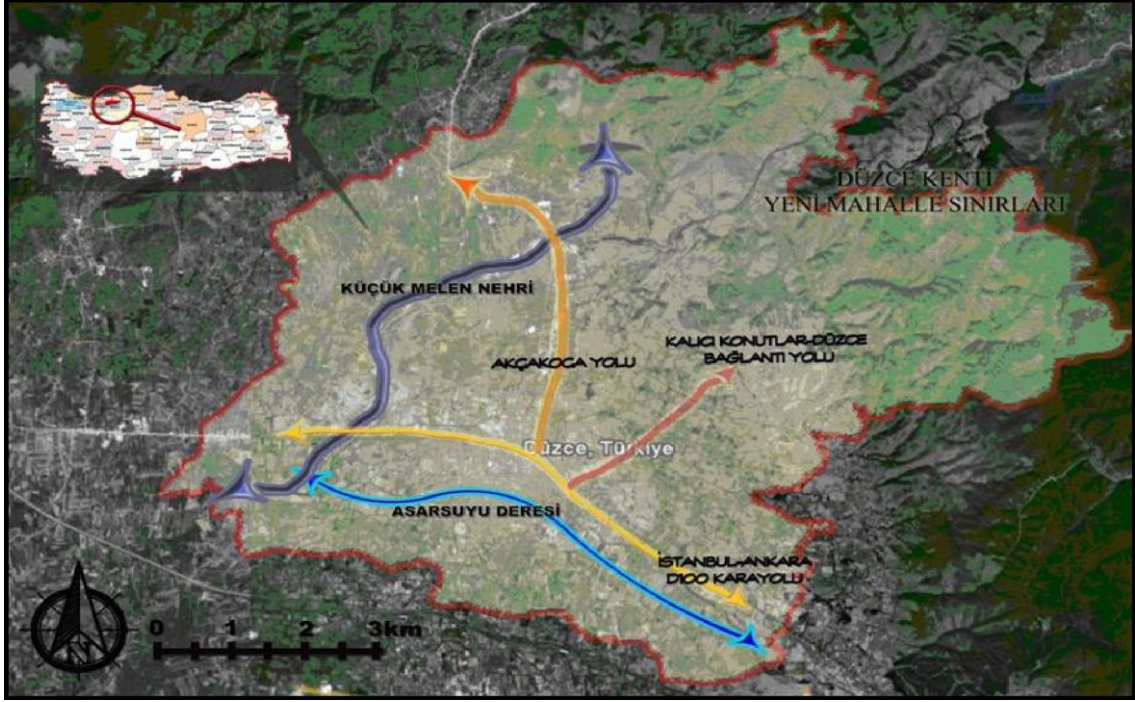 DÜZCE KENTİ
YENİ MAHALLE SINIRLARI
KÜÇÜK MELEN NEHRİ
AKÇAKOCA YOLU
KALICI KONUTLAR-DÜZCE
BAĞLANTI YOLU
Düzce, Türkiye
ASARSUYU DERESİ
İSTANBUL-ANKARA
D100 KARAYOLU
0 1 2 3km
N